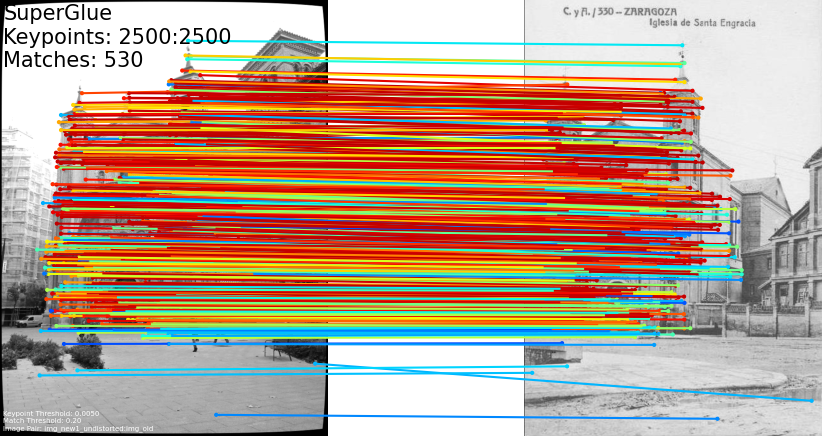 SuperGlue
Keypoints: 2500:2500
Matches: 530
C. y A. / 330 – ZARAGOZA
Iglesia de Santa Engracia
Keypoint Threshold: 0.0050
Match Threshold: 0.20
Image Pair: img_new1_undistorted:img_old